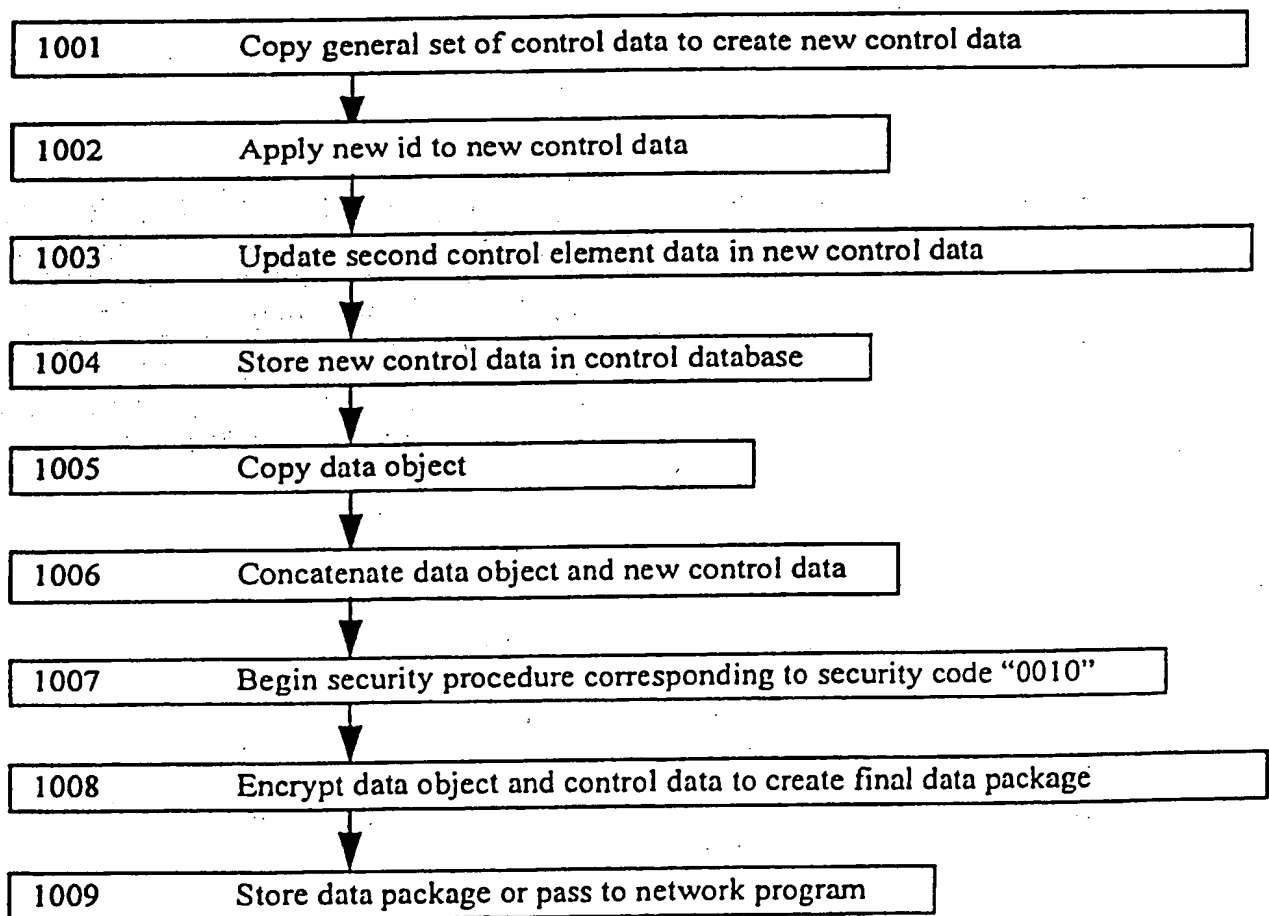 1001 Copy general set of control data to create new control data
1002 Apply new id to new control data
1003 Update second control element data in new control data
1004 Store new control data in control database
1005 Copy data object
1006 Concatenate data object and new control data
1007 Begin security procedure corresponding to security code “0010”
1008 Encrypt data object and control data to create final data package
1009 Store data package or pass to network program